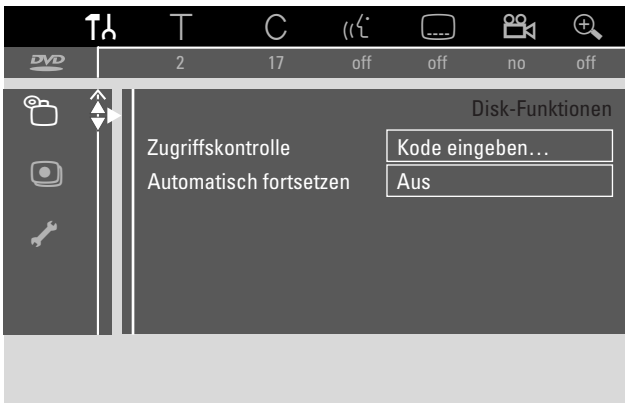 T C
DVD 2 17 off off no off
Disk-Funktionen
Zugriffskontrolle Kode eingeben...
Automatisch fortsetzen Aus